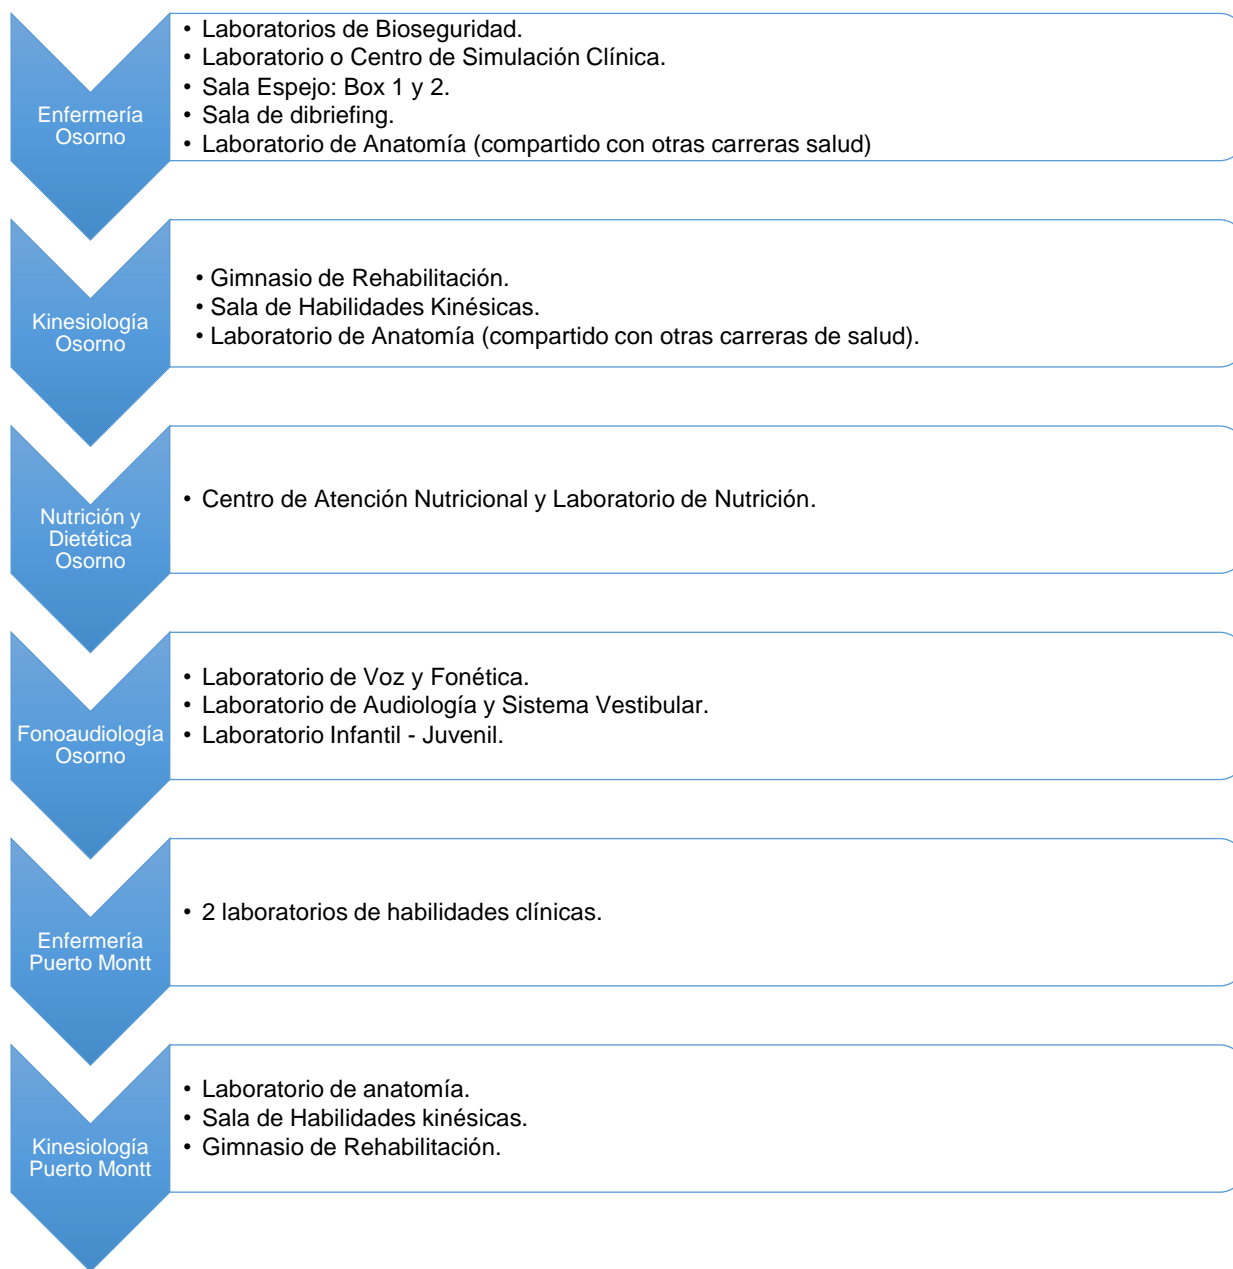 Enfermería
Osorno
• Laboratorios de Bioseguridad.
• Laboratorio o Centro de Simulación Clínica.
• Sala Espejo: Box 1 y 2.
• Sala de dibriefing.
• Laboratorio de Anatomía (compartido con otras carreras salud)
Kinesiología
Osorno
• Gimnasio de Rehabilitación.
• Sala de Habilidades Kinésicas.
• Laboratorio de Anatomía (compartido con otras carreras de salud).
Nutrición y
Dietética
Osorno
• Centro de Atención Nutricional y Laboratorio de Nutrición.
Fonoaudiología
Osorno
• Laboratorio de Voz y Fonética.
• Laboratorio de Audiología y Sistema Vestibular.
• Laboratorio Infantil - Juvenil.
Enfermería
Puerto Montt
• 2 laboratorios de habilidades clínicas.
Kinesiología
Puerto Montt
• Laboratorio de anatomía.
• Sala de Habilidades kinésicas.
• Gimnasio de Rehabilitación.